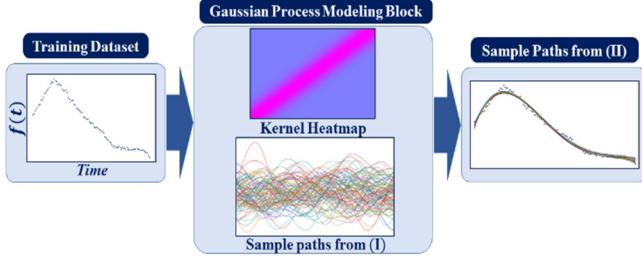 Training Dataset
f(t)
Time
Gaussian Process Modeling Block
Kernel Heatmap
Sample paths from (I)
Sample Paths from (II)